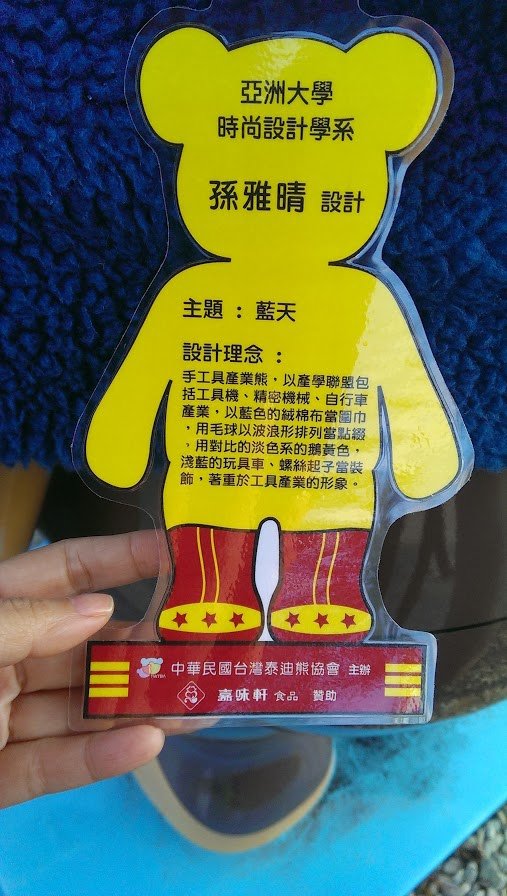 亞洲大學
時尚設計學系
孫雅晴 設計
主題 : 藍天
設計理念 :
手工具產業熊，以產學聯盟包
括工具機、精密機械、自行車
產業，以藍色的絨棉布當圍巾
，用毛球以波浪形排列當點綴
，用對比的淡色系的鵝黃色，
淺藍的玩具車、螺絲起子當裝
飾，著重於工具產業的形象。
中華民國台灣泰迪熊協會 主辦
嘉味軒 食品 贊助